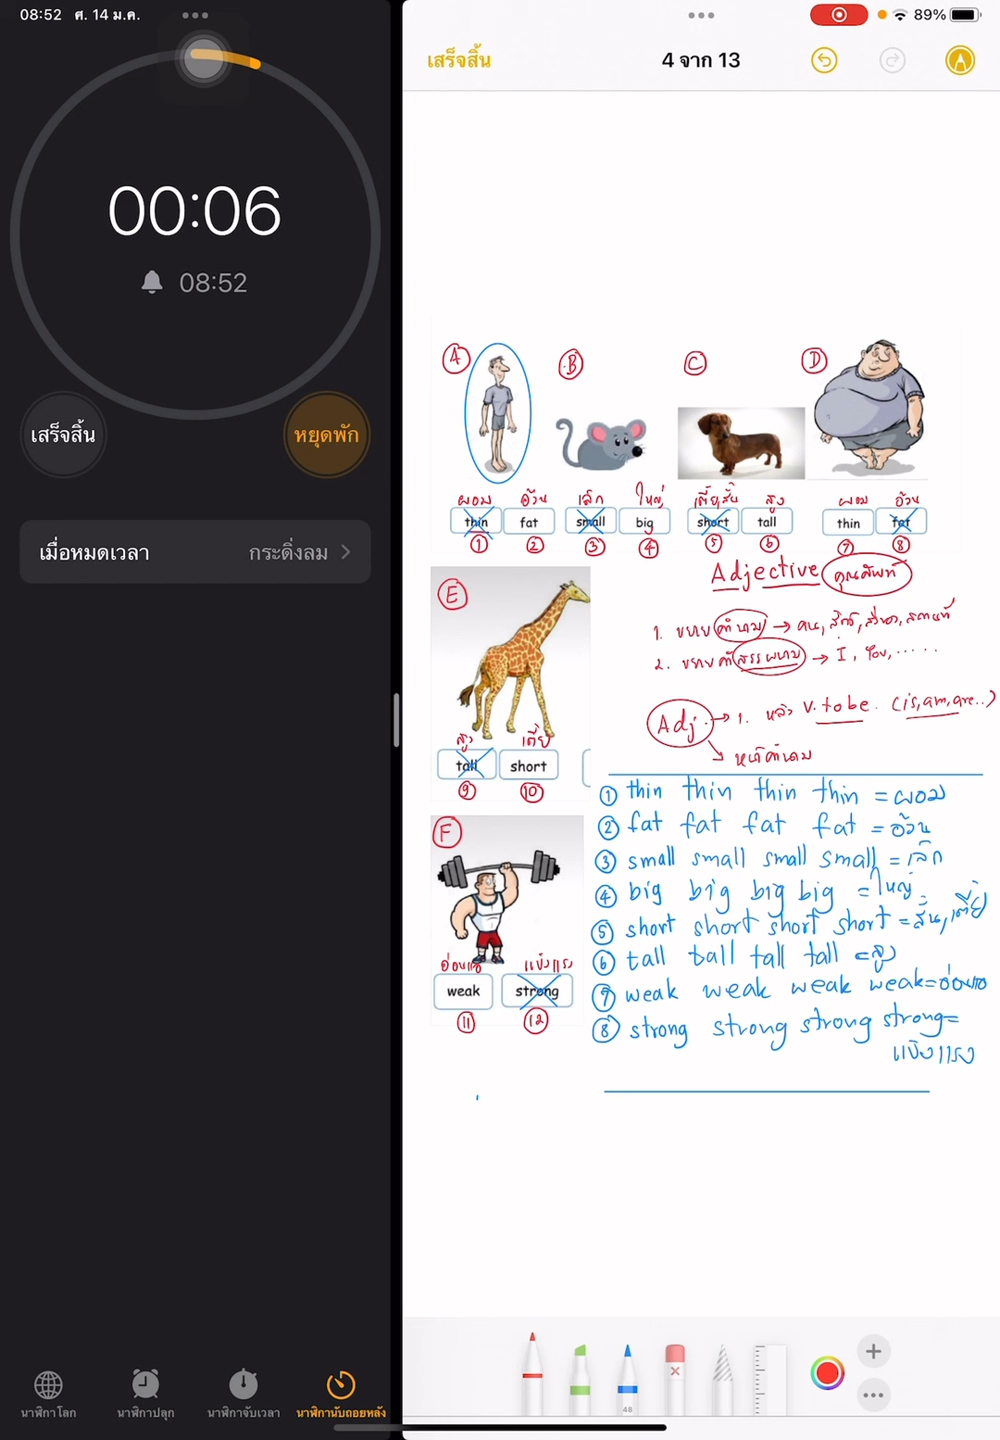 08:52 ศ. 14 ม.ค.
89%
00:06
08:52
เสร็จสิ้น
หยุดพัก
เมื่อหมดเวลา
กระดิ่งลม
นาฬิกาโลก
นาฬิกาปลุก
นาฬิกาจับเวลา
นาฬิกานับถอยหลัง
เสร็จสิ้น
4 จาก 13
A B C D
ผอม อ้วน เล็ก ใหญ่ เตี้ย,สั้น สูง ผอม อ้วน
thin fat small big short tall thin fat
1 2 3 4 5 6 7 8
Adjective คุณศัพท์
E
1. ขยายคำนาม → คน, สัตว์, สิ่งของ, สถานที่
2. ขยายคำสรรพนาม → I, You, ......
Adj. → 1. หลัง V. to be. (is, am, are..)
หน้าคำนาม
สูง เตี้ย
tall short
9 10
F
1 thin thin thin thin = ผอม
2 fat fat fat fat = อ้วน
3 small small small small = เล็ก
4 big big big big = ใหญ่
5 short short short short = สั้น, เตี้ย
6 tall tall tall tall = สูง
7 weak weak weak weak = อ่อนแอ
8 strong strong strong strong =
แข็งแรง
อ่อนแอ แข็งแรง
weak strong
11 12
48